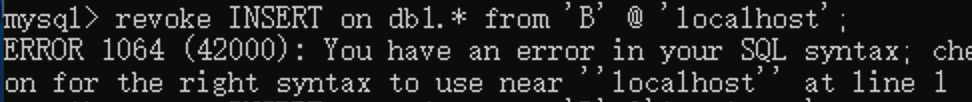 mysql> revoke INSERT on db1.* from 'B' @ 'localhost';
ERROR 1064 (42000): You have an error in your SQL syntax; che
on for the right syntax to use near ''localhost'' at line 1